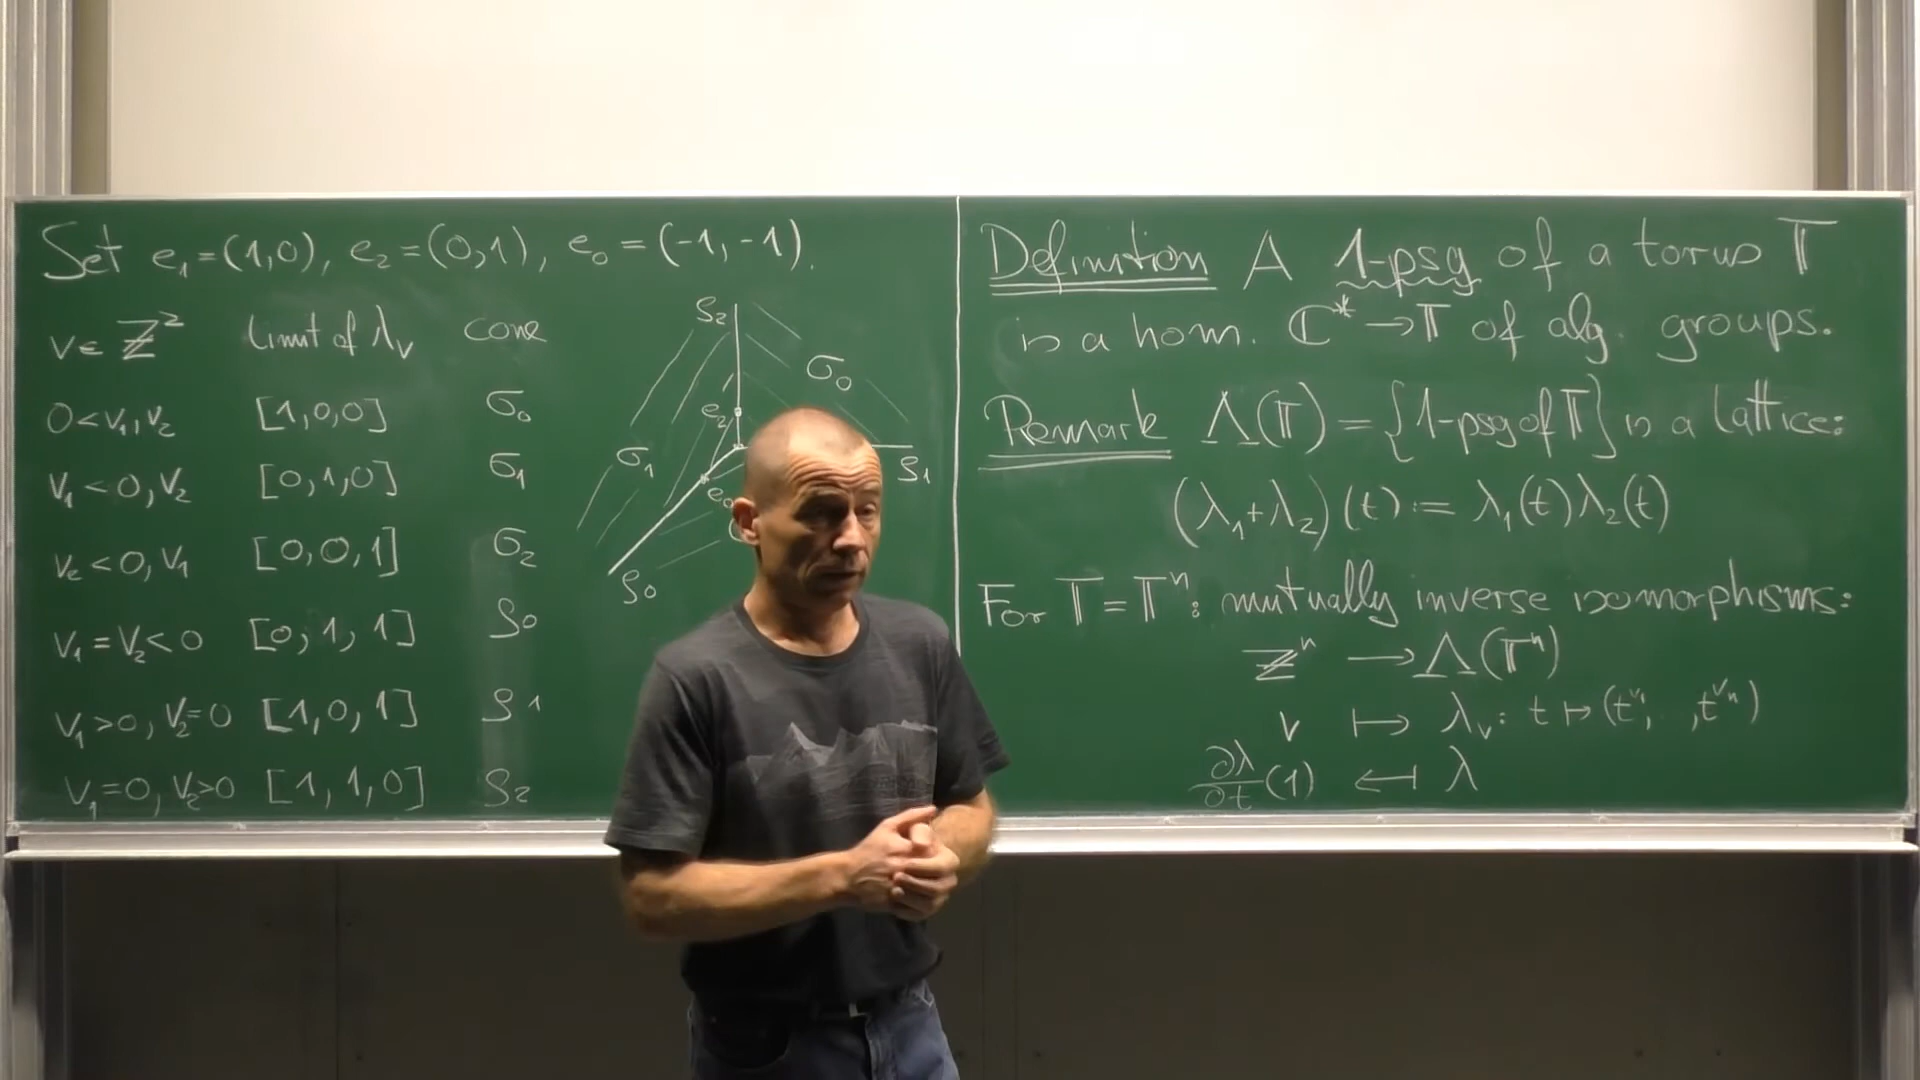 Set e₁=(1,0), e₂=(0,1), e₀=(-1,-1).
v ∈ ℤ² limit of λᵥ cone
0<v₁,v₂ [1,0,0] σ₀
v₁<0,v₂ [0,1,0] σ₁
v₂<0,v₁ [0,0,1] σ₂
v₁=v₂<0 [0,1,1] ϱ₀
v₁>0,v₂=0 [1,0,1] ϱ1
v₁=0,v₂>0 [1,1,0] ϱ₂
ϱ₂
σ₀
e₂
σ₁
ϱ₁
e₀
ϱ₀
Definition A 1-psg of a torus 𝕋
is a hom. ℂ* → 𝕋 of alg. groups.
Remark Λ(𝕋) = {1-psg of 𝕋} is a lattice:
(λ₁+λ₂)(t) := λ₁(t)λ₂(t)
For 𝕋=𝕋ⁿ: mutually inverse isomorphisms:
ℤⁿ → Λ(𝕋ⁿ)
v ↦ λᵥ: t ↦ (t^{v₁}, ,t^{vₙ})
∂λ/∂t (1) ↤ λ